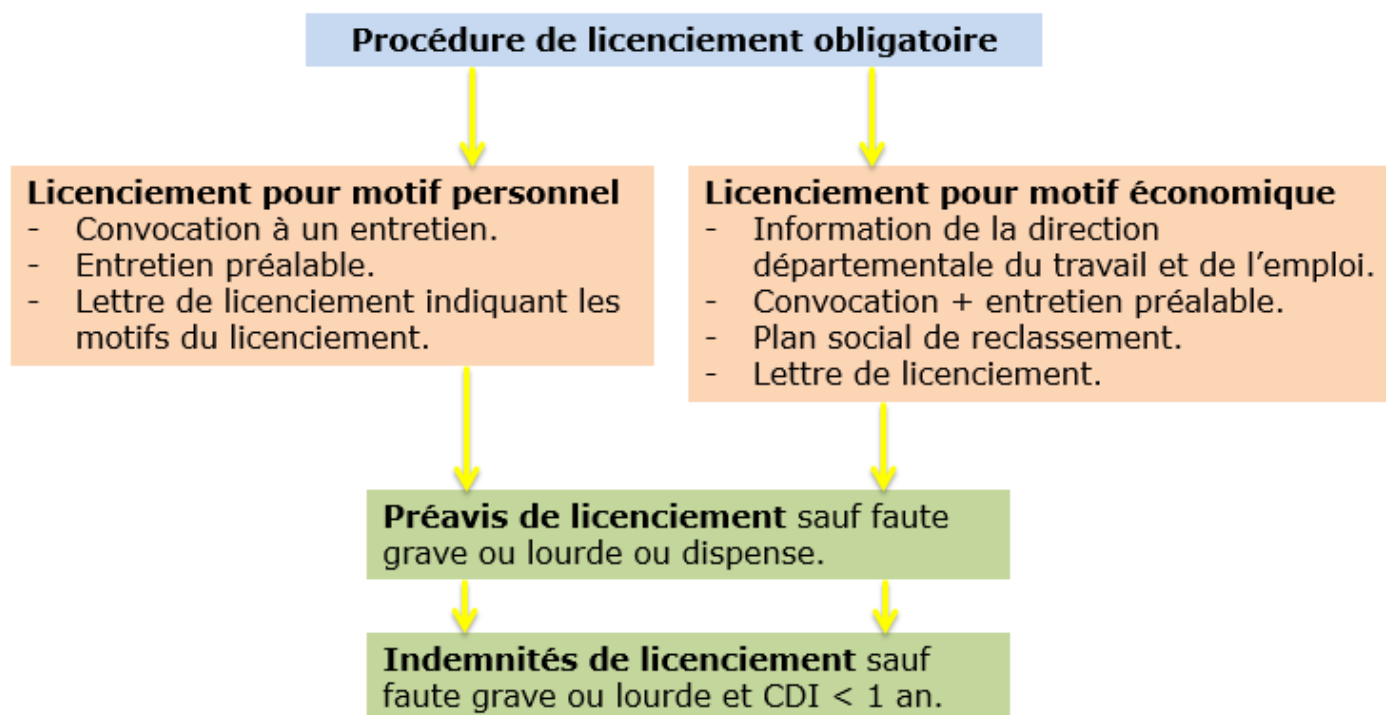 Procédure de licenciement obligatoire
Licenciement pour motif personnel
- Convocation à un entretien.
- Entretien préalable.
- Lettre de licenciement indiquant les
motifs du licenciement.
Licenciement pour motif économique
- Information de la direction
départementale du travail et de l’emploi.
- Convocation + entretien préalable.
- Plan social de reclassement.
- Lettre de licenciement.
Préavis de licenciement sauf faute
grave ou lourde ou dispense.
Indemnités de licenciement sauf
faute grave ou lourde et CDI < 1 an.